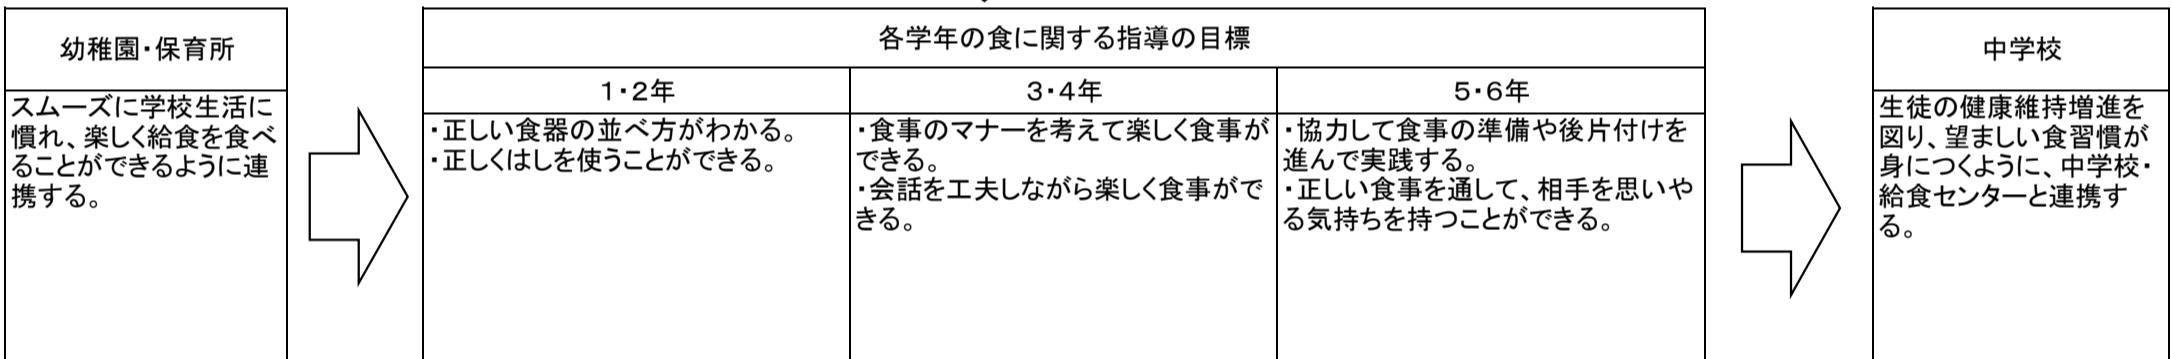 幼稚園・保育所
スムーズに学校生活に
慣れ、楽しく給食を食べ
ることができるように連
携する。
各学年の食に関する指導の目標
１・２年
・正しい食器の並べ方がわかる。
・正しくはしを使うことができる。
３・４年
・食事のマナーを考えて楽しく食事が
できる。
・会話を工夫しながら楽しく食事がで
きる。
５・６年
・協力して食事の準備や後片付けを
進んで実践する。
・正しい食事を通して、相手を思いや
る気持ちを持つことができる。
中学校
生徒の健康維持増進を
図り、望ましい食習慣が
身につくように、中学校・
給食センターと連携す
る。